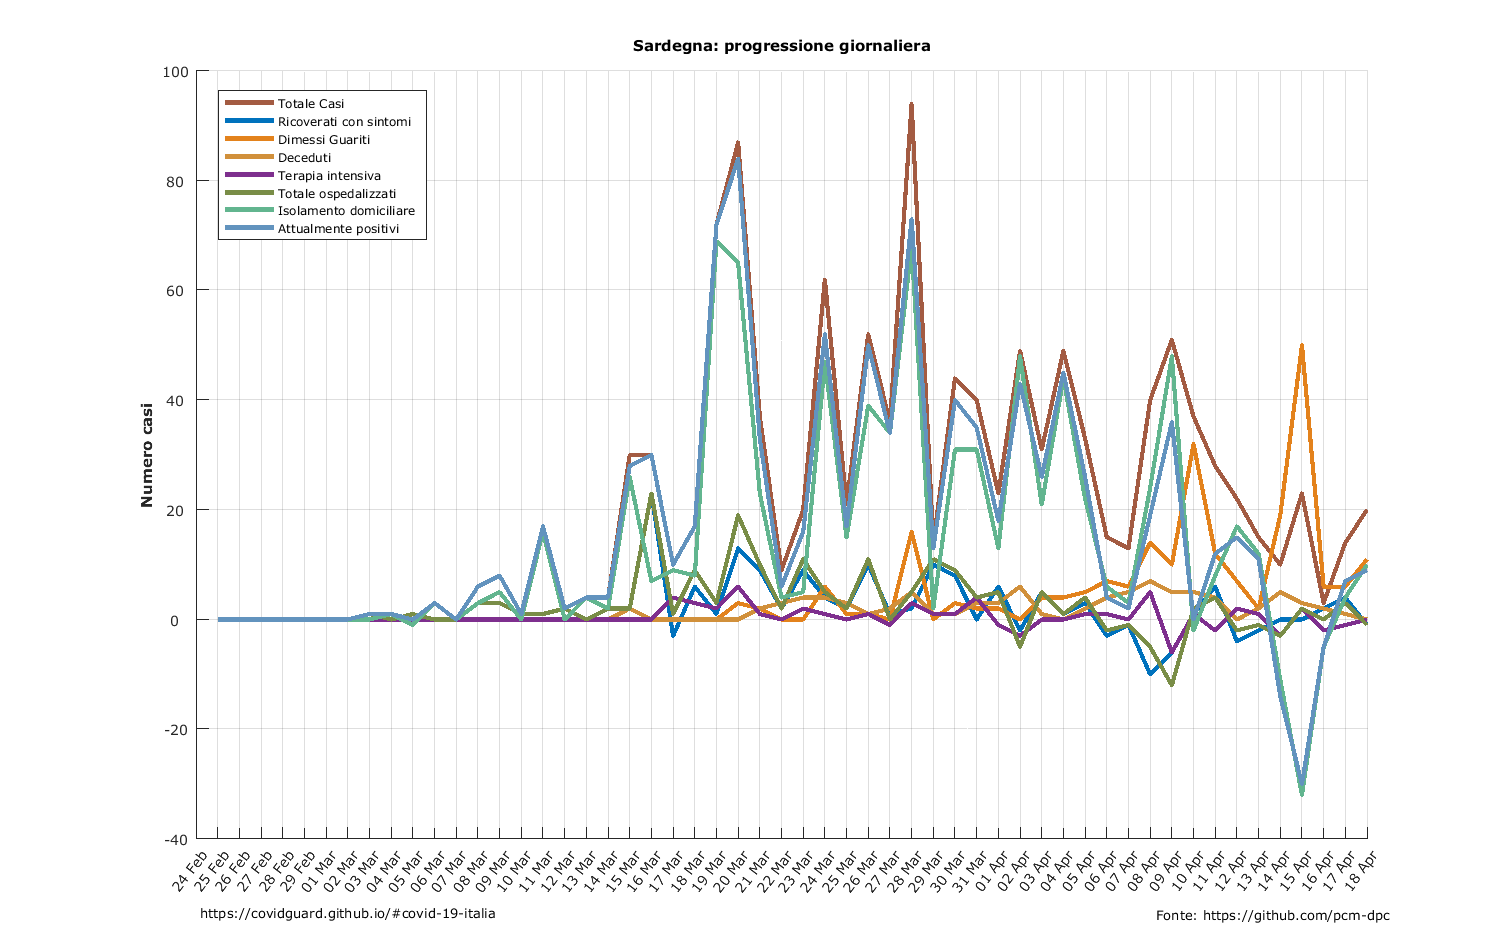 Sardegna: progressione giornaliera
100
80
60
40
20
0
-20
-40
Numero casi
Totale Casi
Ricoverati con sintomi
Dimessi Guariti
Deceduti
Terapia intensiva
Totale ospedalizzati
Isolamento domiciliare
Attualmente positivi
24 Feb
25 Feb
26 Feb
27 Feb
28 Feb
29 Feb
01 Mar
02 Mar
03 Mar
04 Mar
05 Mar
06 Mar
07 Mar
08 Mar
09 Mar
10 Mar
11 Mar
12 Mar
13 Mar
14 Mar
15 Mar
16 Mar
17 Mar
18 Mar
19 Mar
20 Mar
21 Mar
22 Mar
23 Mar
24 Mar
25 Mar
26 Mar
27 Mar
28 Mar
29 Mar
30 Mar
31 Mar
01 Apr
02 Apr
03 Apr
04 Apr
05 Apr
06 Apr
07 Apr
08 Apr
09 Apr
10 Apr
11 Apr
12 Apr
13 Apr
14 Apr
15 Apr
16 Apr
17 Apr
18 Apr
https://covidguard.github.io/#covid-19-italia
Fonte: https://github.com/pcm-dpc